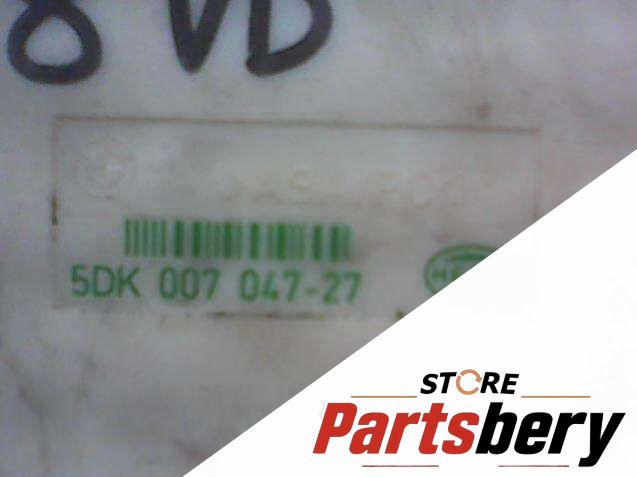 8 VD
5DK 007 047-27
STORE
Partsbery